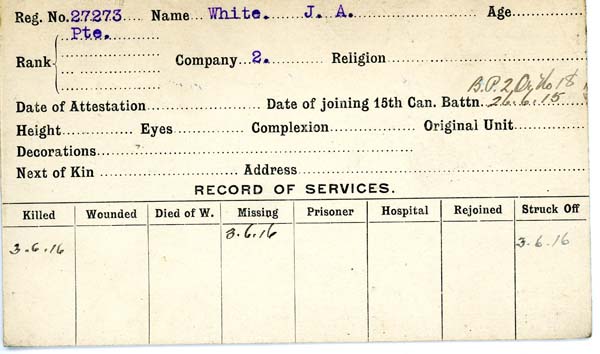 Reg. No. 27273 Name White. J. A. Age
Pte.
Rank Company 2. Religion
B.P. 2 No 18
Date of Attestation Date of joining 15th Can. Battn. 26.6.15
Height Eyes Complexion Original Unit
Decorations
Next of Kin Address
RECORD OF SERVICES.
Killed Wounded Died of W. Missing Prisoner Hospital Rejoined Struck Off
3.6.16 3.6.16 3.6.16